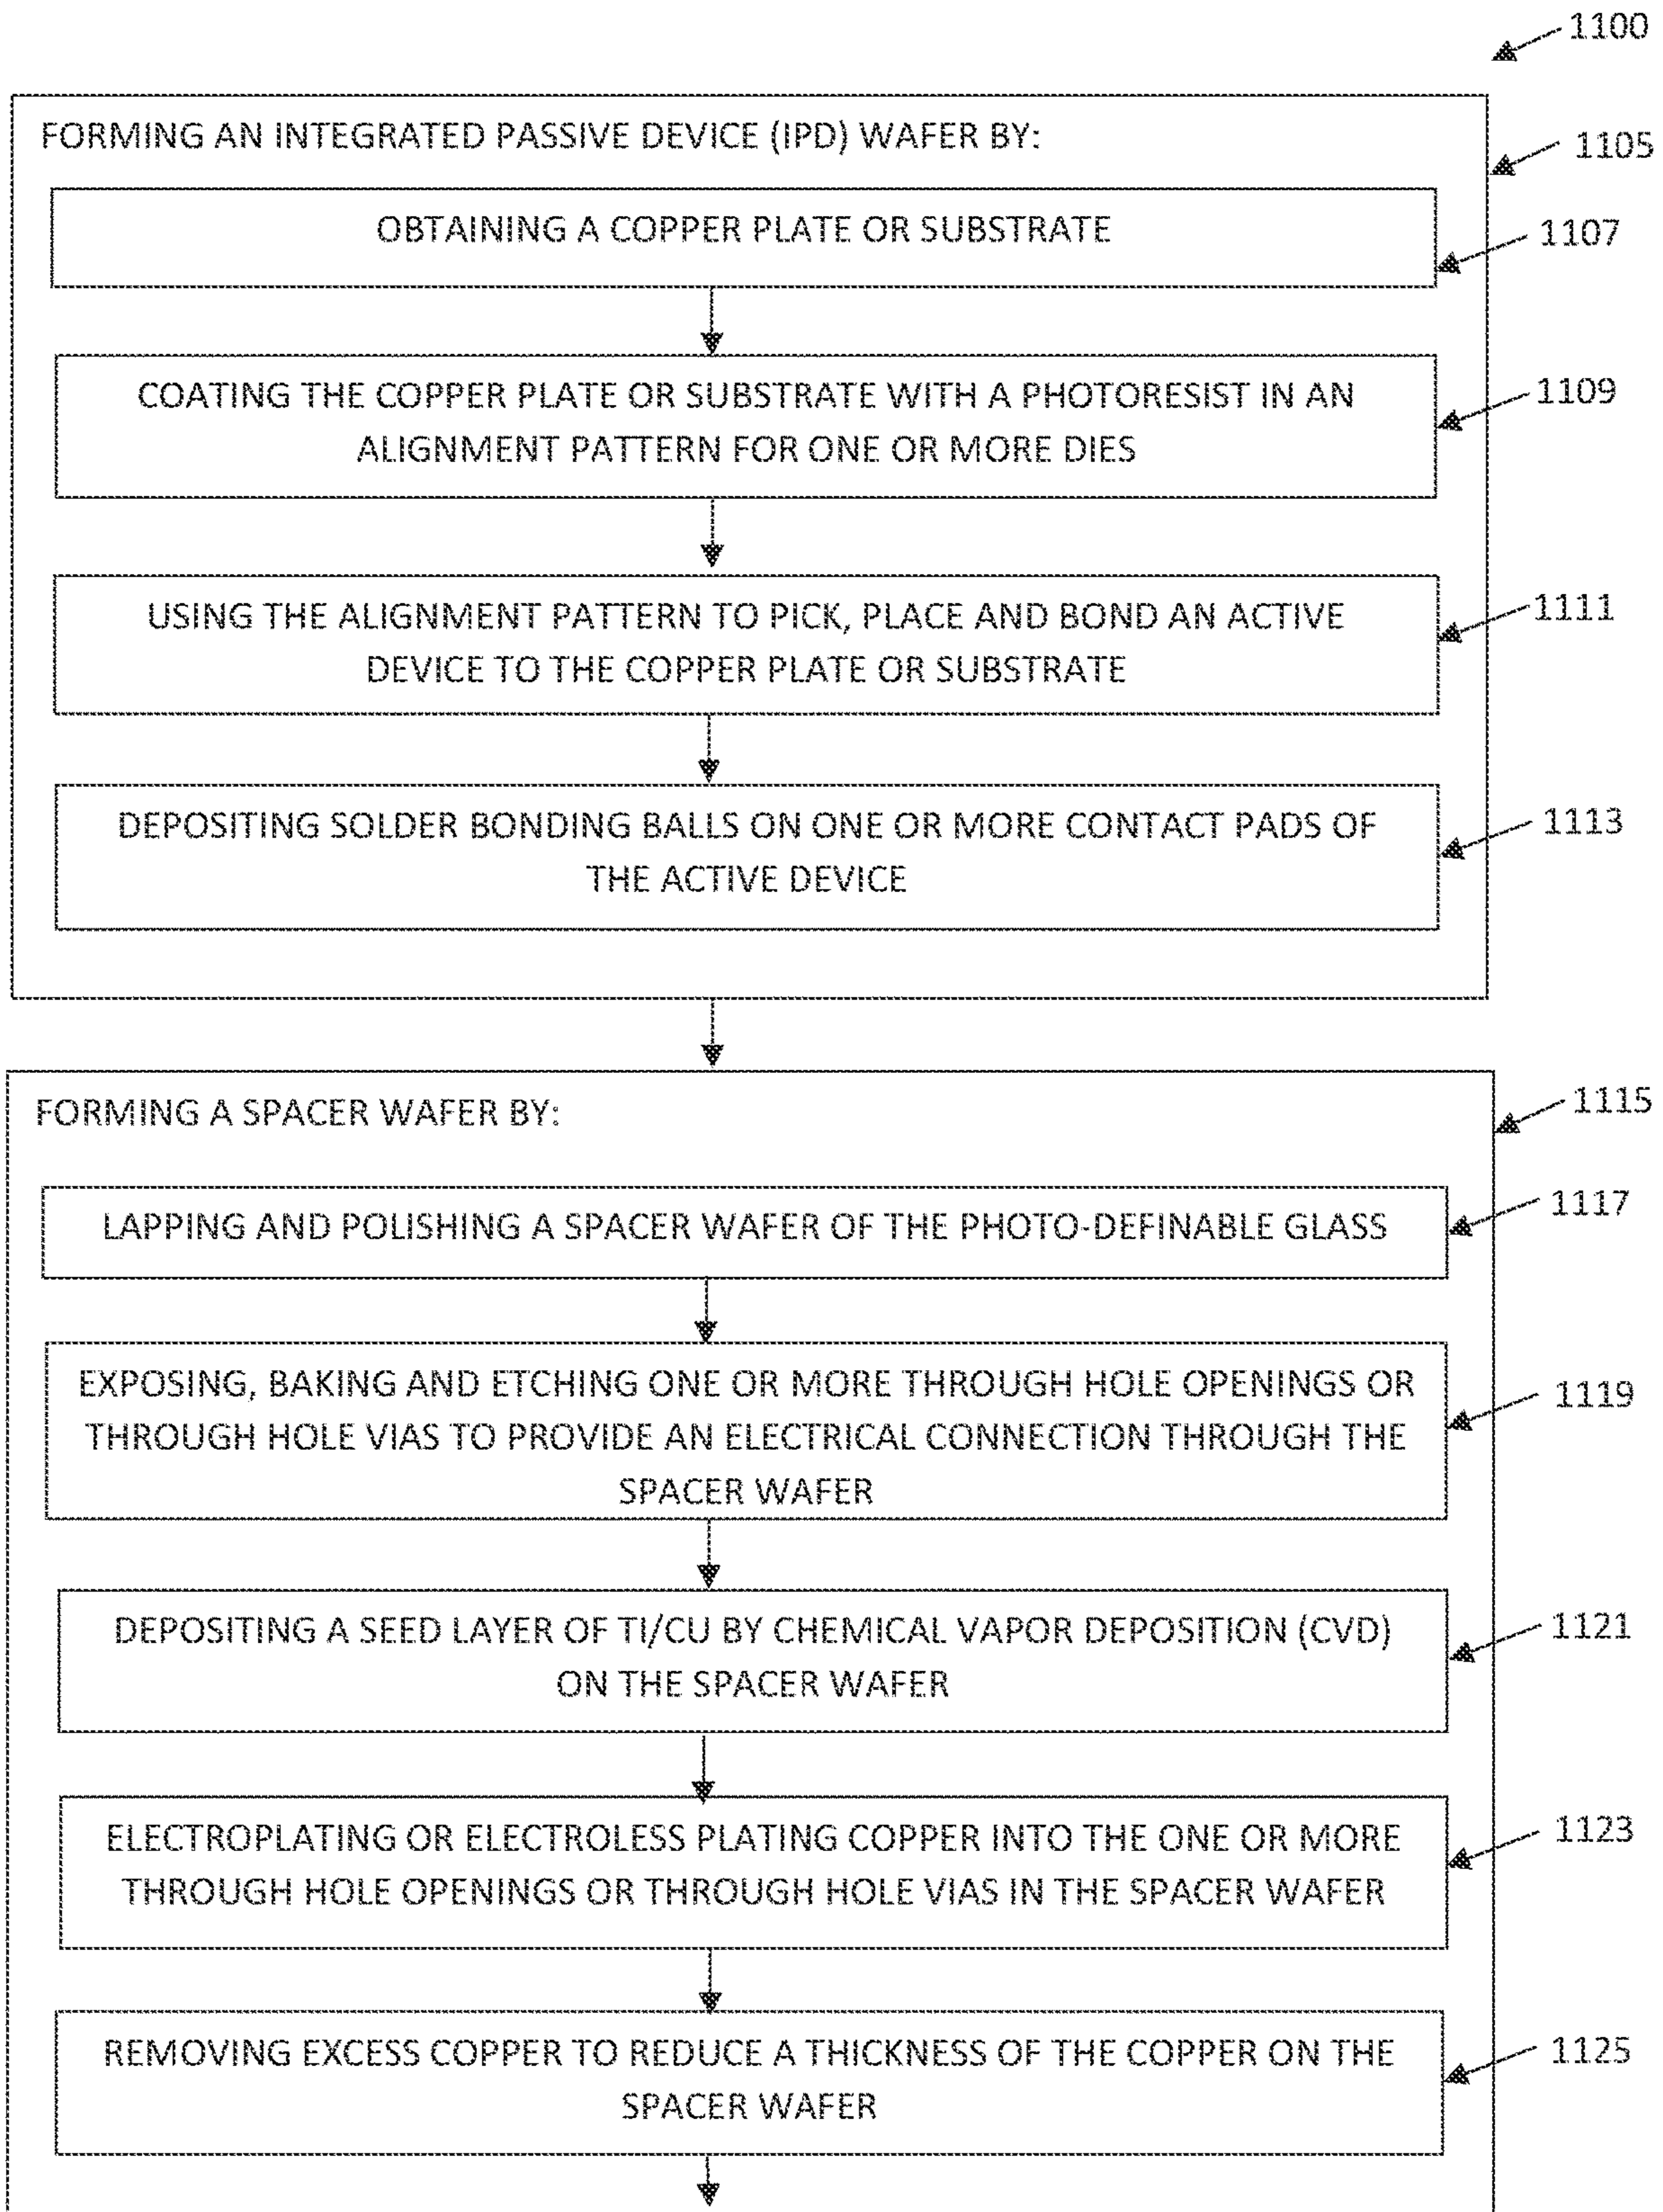 1100
FORMING AN INTEGRATED PASSIVE DEVICE (IPD) WAFER BY:
1105
OBTAINING A COPPER PLATE OR SUBSTRATE
1107
COATING THE COPPER PLATE OR SUBSTRATE WITH A PHOTORESIST IN AN
ALIGNMENT PATTERN FOR ONE OR MORE DIES
1109
USING THE ALIGNMENT PATTERN TO PICK, PLACE AND BOND AN ACTIVE
DEVICE TO THE COPPER PLATE OR SUBSTRATE
1111
DEPOSITING SOLDER BONDING BALLS ON ONE OR MORE CONTACT PADS OF
THE ACTIVE DEVICE
1113
FORMING A SPACER WAFER BY:
1115
LAPPING AND POLISHING A SPACER WAFER OF THE PHOTO-DEFINABLE GLASS
1117
EXPOSING, BAKING AND ETCHING ONE OR MORE THROUGH HOLE OPENINGS OR
THROUGH HOLE VIAS TO PROVIDE AN ELECTRICAL CONNECTION THROUGH THE
SPACER WAFER
1119
DEPOSITING A SEED LAYER OF TI/CU BY CHEMICAL VAPOR DEPOSITION (CVD)
ON THE SPACER WAFER
1121
ELECTROPLATING OR ELECTROLESS PLATING COPPER INTO THE ONE OR MORE
THROUGH HOLE OPENINGS OR THROUGH HOLE VIAS IN THE SPACER WAFER
1123
REMOVING EXCESS COPPER TO REDUCE A THICKNESS OF THE COPPER ON THE
SPACER WAFER
1125